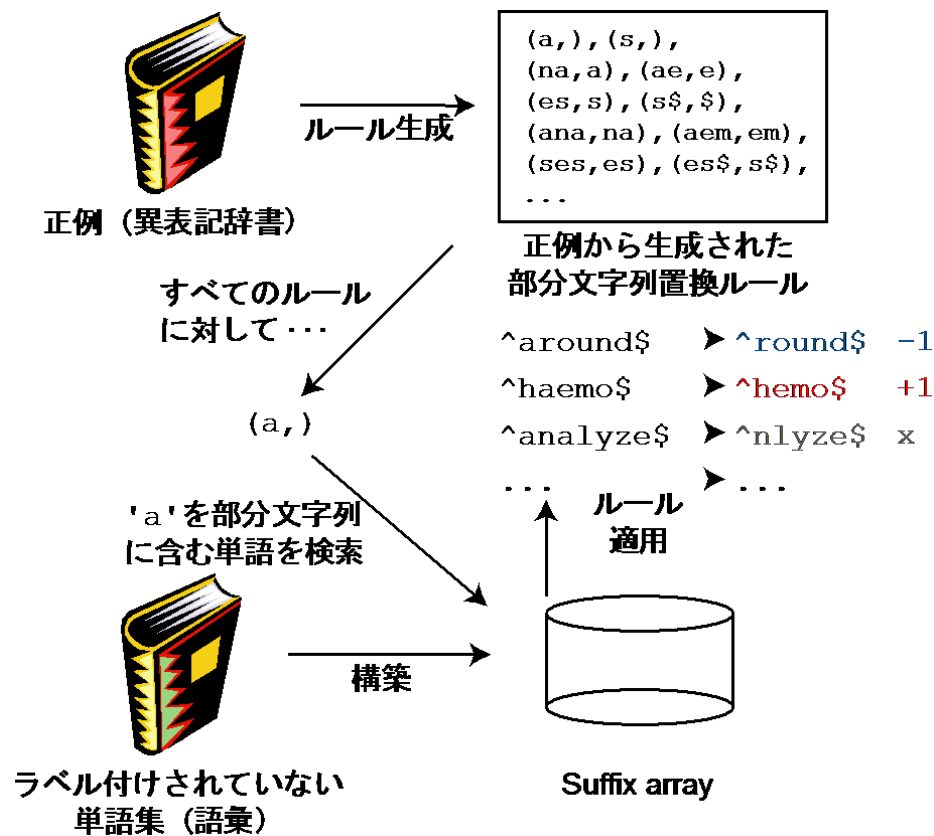 (a,),(s,),
(na,a),(ae,e),
(es,s),(s$,$),
(ana,na),(aem,em),
(ses,es),(es$,s$),
...
ルール生成
正例（異表記辞書）
正例から生成された
部分文字列置換ルール
すべてのルール
に対して…
(a,)
^around$ ➤ ^round$ -1
^haemo$ ➤ ^hemo$ +1
^analyze$ ➤ ^nlyze$ x
... ➤ ...
ルール
適用
'a'を部分文字列
に含む単語を検索
構築
ラベル付けされていない
単語集（語彙）
Suffix array